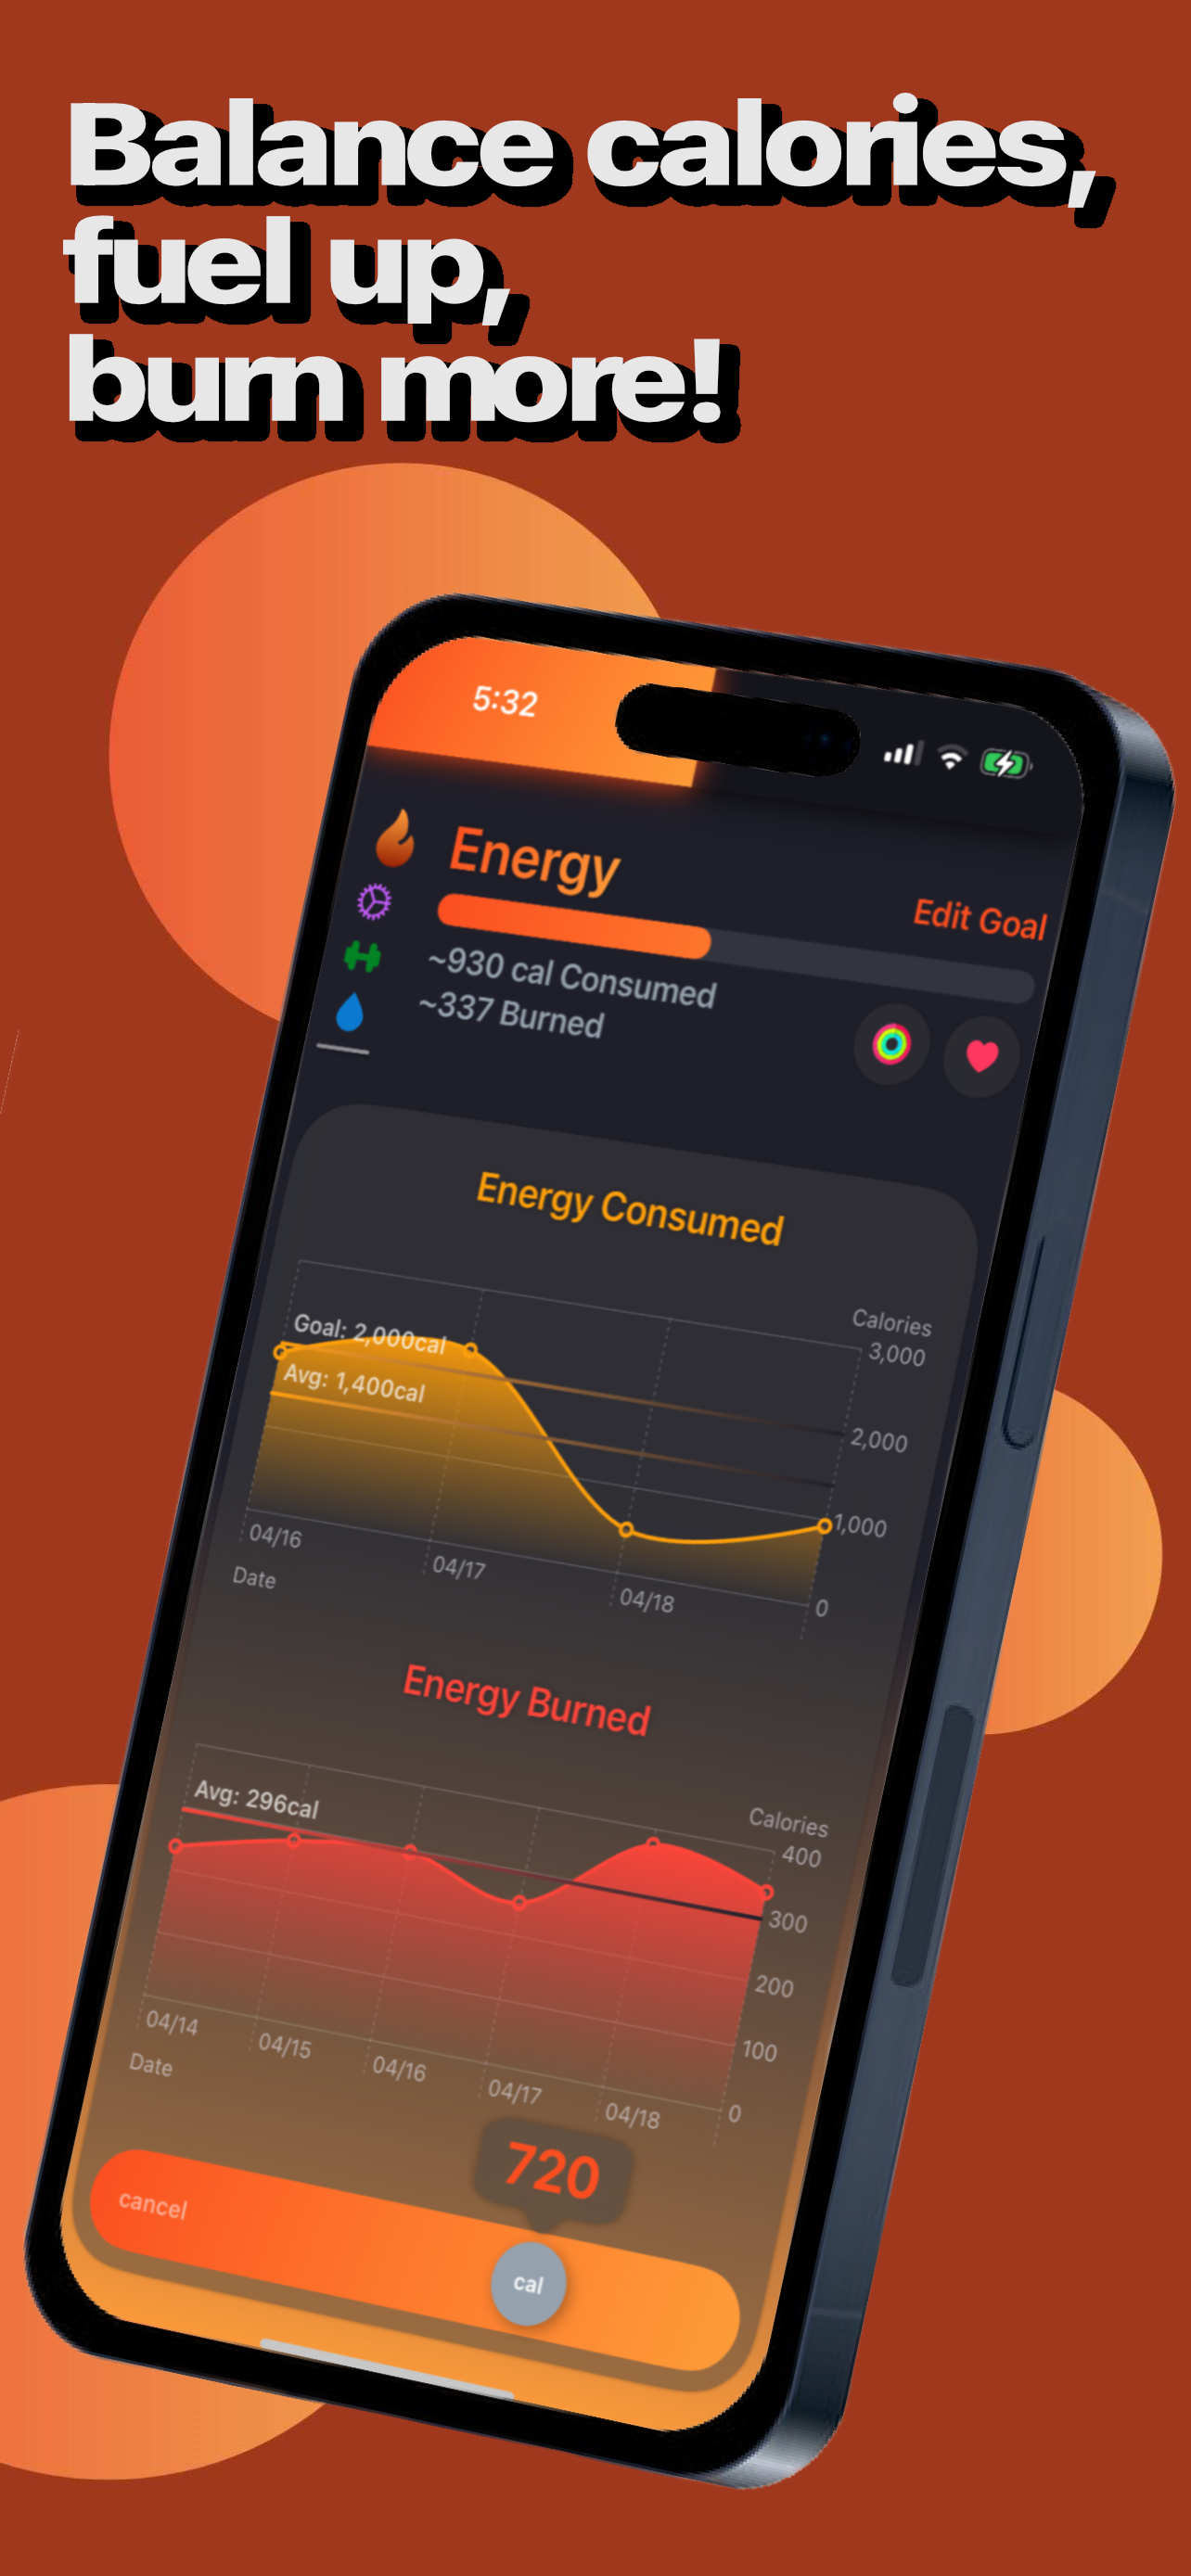 Balance calories,
fuel up,
burn more!
5:32
Energy
Edit Goal
~930 cal Consumed
~337 Burned
Energy Consumed
Calories
3,000
Goal: 2,000cal
Avg: 1,400cal
2,000
1,000
0
04/16
04/17
04/18
Date
Energy Burned
Calories
400
Avg: 296cal
300
200
100
0
04/14
04/15
04/16
04/17
04/18
Date
720
cancel
cal